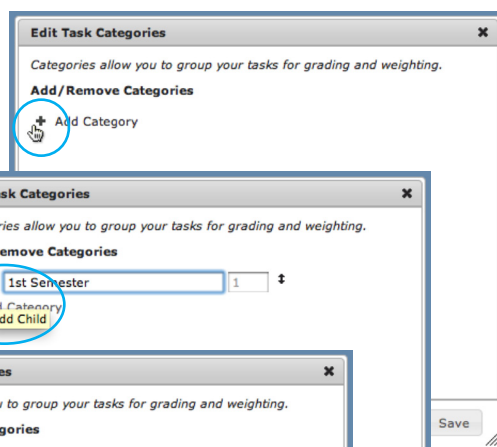 Edit Task Categories
Categories allow you to group your tasks for grading and weighting.
Add/Remove Categories
Add Category
sk Categories
ries allow you to group your tasks for grading and weighting.
emove Categories
1st Semester 1
d Category
dd Child
es
u to group your tasks for grading and weighting.
gories
Save